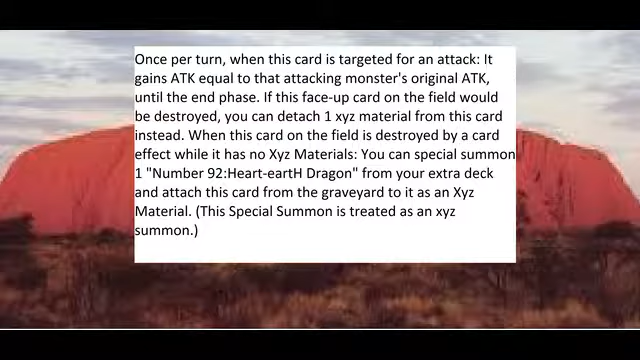 Once per turn, when this card is targeted for an attack: It
gains ATK equal to that attacking monster's original ATK,
until the end phase. If this face-up card on the field would
be destroyed, you can detach 1 xyz material from this card
instead. When this card on the field is destroyed by a card
effect while it has no Xyz Materials: You can special summon
1 "Number 92:Heart-eartH Dragon" from your extra deck
and attach this card from the graveyard to it as an Xyz
Material. (This Special Summon is treated as an xyz
summon.)